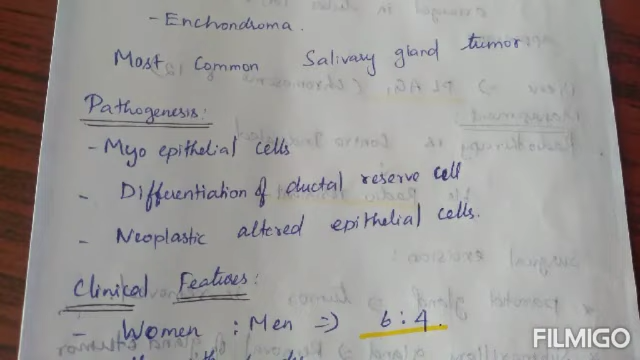 - Enchondroma.
Most Common Salivary gland tumor
Pathogenesis:
- Myo epithelial cells
- Differentiation of ductal reserve cell
- Neoplastic altered epithelial cells.
Clinical Features:
- Women : Men => 6 : 4.
FILMIGO